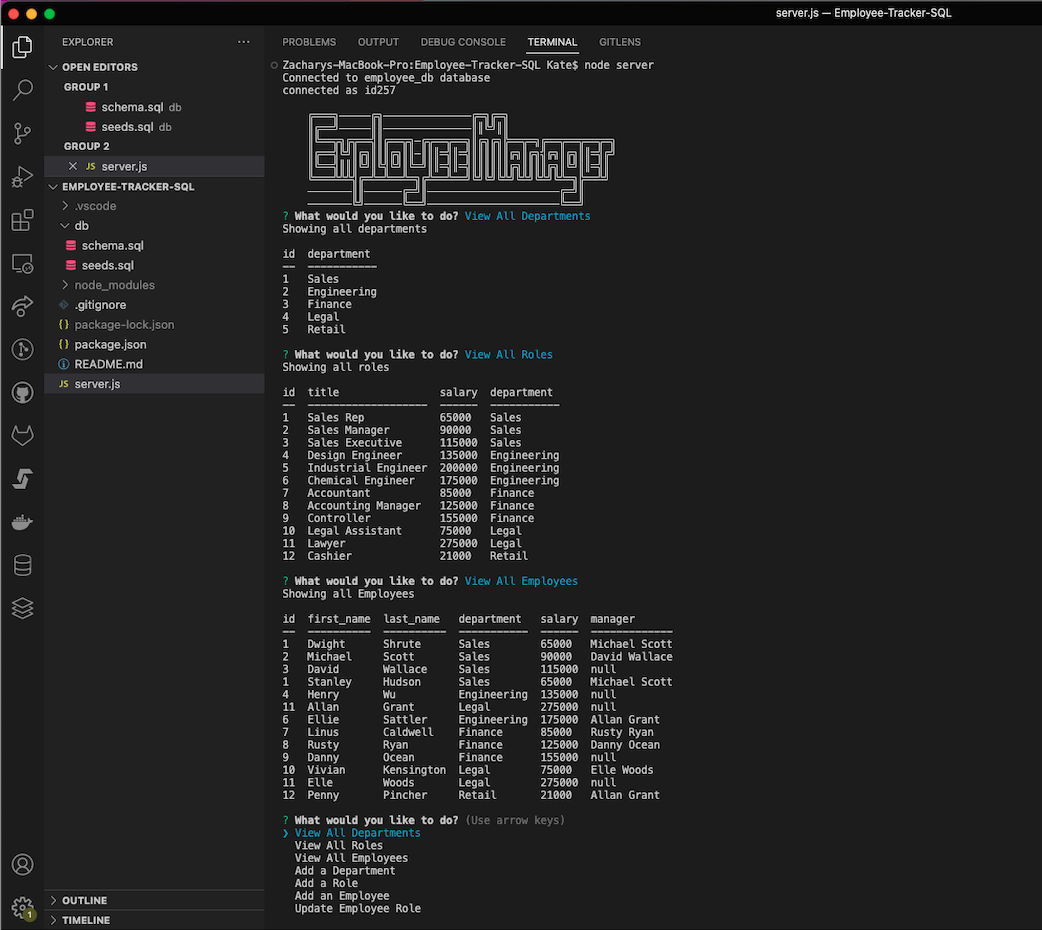 server.js — Employee-Tracker-SQL
EXPLORER
OPEN EDITORS
GROUP 1
schema.sql db
seeds.sql db
GROUP 2
JS server.js
EMPLOYEE-TRACKER-SQL
.vscode
db
schema.sql
seeds.sql
node_modules
.gitignore
{} package-lock.json
{} package.json
README.md
JS server.js
OUTLINE
TIMELINE
1
PROBLEMS OUTPUT DEBUG CONSOLE TERMINAL GITLENS
Zacharys-MacBook-Pro:Employee-Tracker-SQL Kate$ node server
Connected to employee_db database
connected as id257
Employee Manager
? What would you like to do? View All Departments
Showing all departments
id department
-- -----------
1 Sales
2 Engineering
3 Finance
4 Legal
5 Retail
? What would you like to do? View All Roles
Showing all roles
id title salary department
-- ------------------- ------ -----------
1 Sales Rep 65000 Sales
2 Sales Manager 90000 Sales
3 Sales Executive 115000 Sales
4 Design Engineer 135000 Engineering
5 Industrial Engineer 200000 Engineering
6 Chemical Engineer 175000 Engineering
7 Accountant 85000 Finance
8 Accounting Manager 125000 Finance
9 Controller 155000 Finance
10 Legal Assistant 75000 Legal
11 Lawyer 275000 Legal
12 Cashier 21000 Retail
? What would you like to do? View All Employees
Showing all Employees
id first_name last_name department salary manager
-- ---------- ---------- ----------- ------ -------------
1 Dwight Shrute Sales 65000 Michael Scott
2 Michael Scott Sales 90000 David Wallace
3 David Wallace Sales 115000 null
1 Stanley Hudson Sales 65000 Michael Scott
4 Henry Wu Engineering 135000 null
11 Allan Grant Legal 275000 null
6 Ellie Sattler Engineering 175000 Allan Grant
7 Linus Caldwell Finance 85000 Rusty Ryan
8 Rusty Ryan Finance 125000 Danny Ocean
9 Danny Ocean Finance 155000 null
10 Vivian Kensington Legal 75000 Elle Woods
11 Elle Woods Legal 275000 null
12 Penny Pincher Retail 21000 Allan Grant
? What would you like to do? (Use arrow keys)
❯ View All Departments
View All Roles
View All Employees
Add a Department
Add a Role
Add an Employee
Update Employee Role